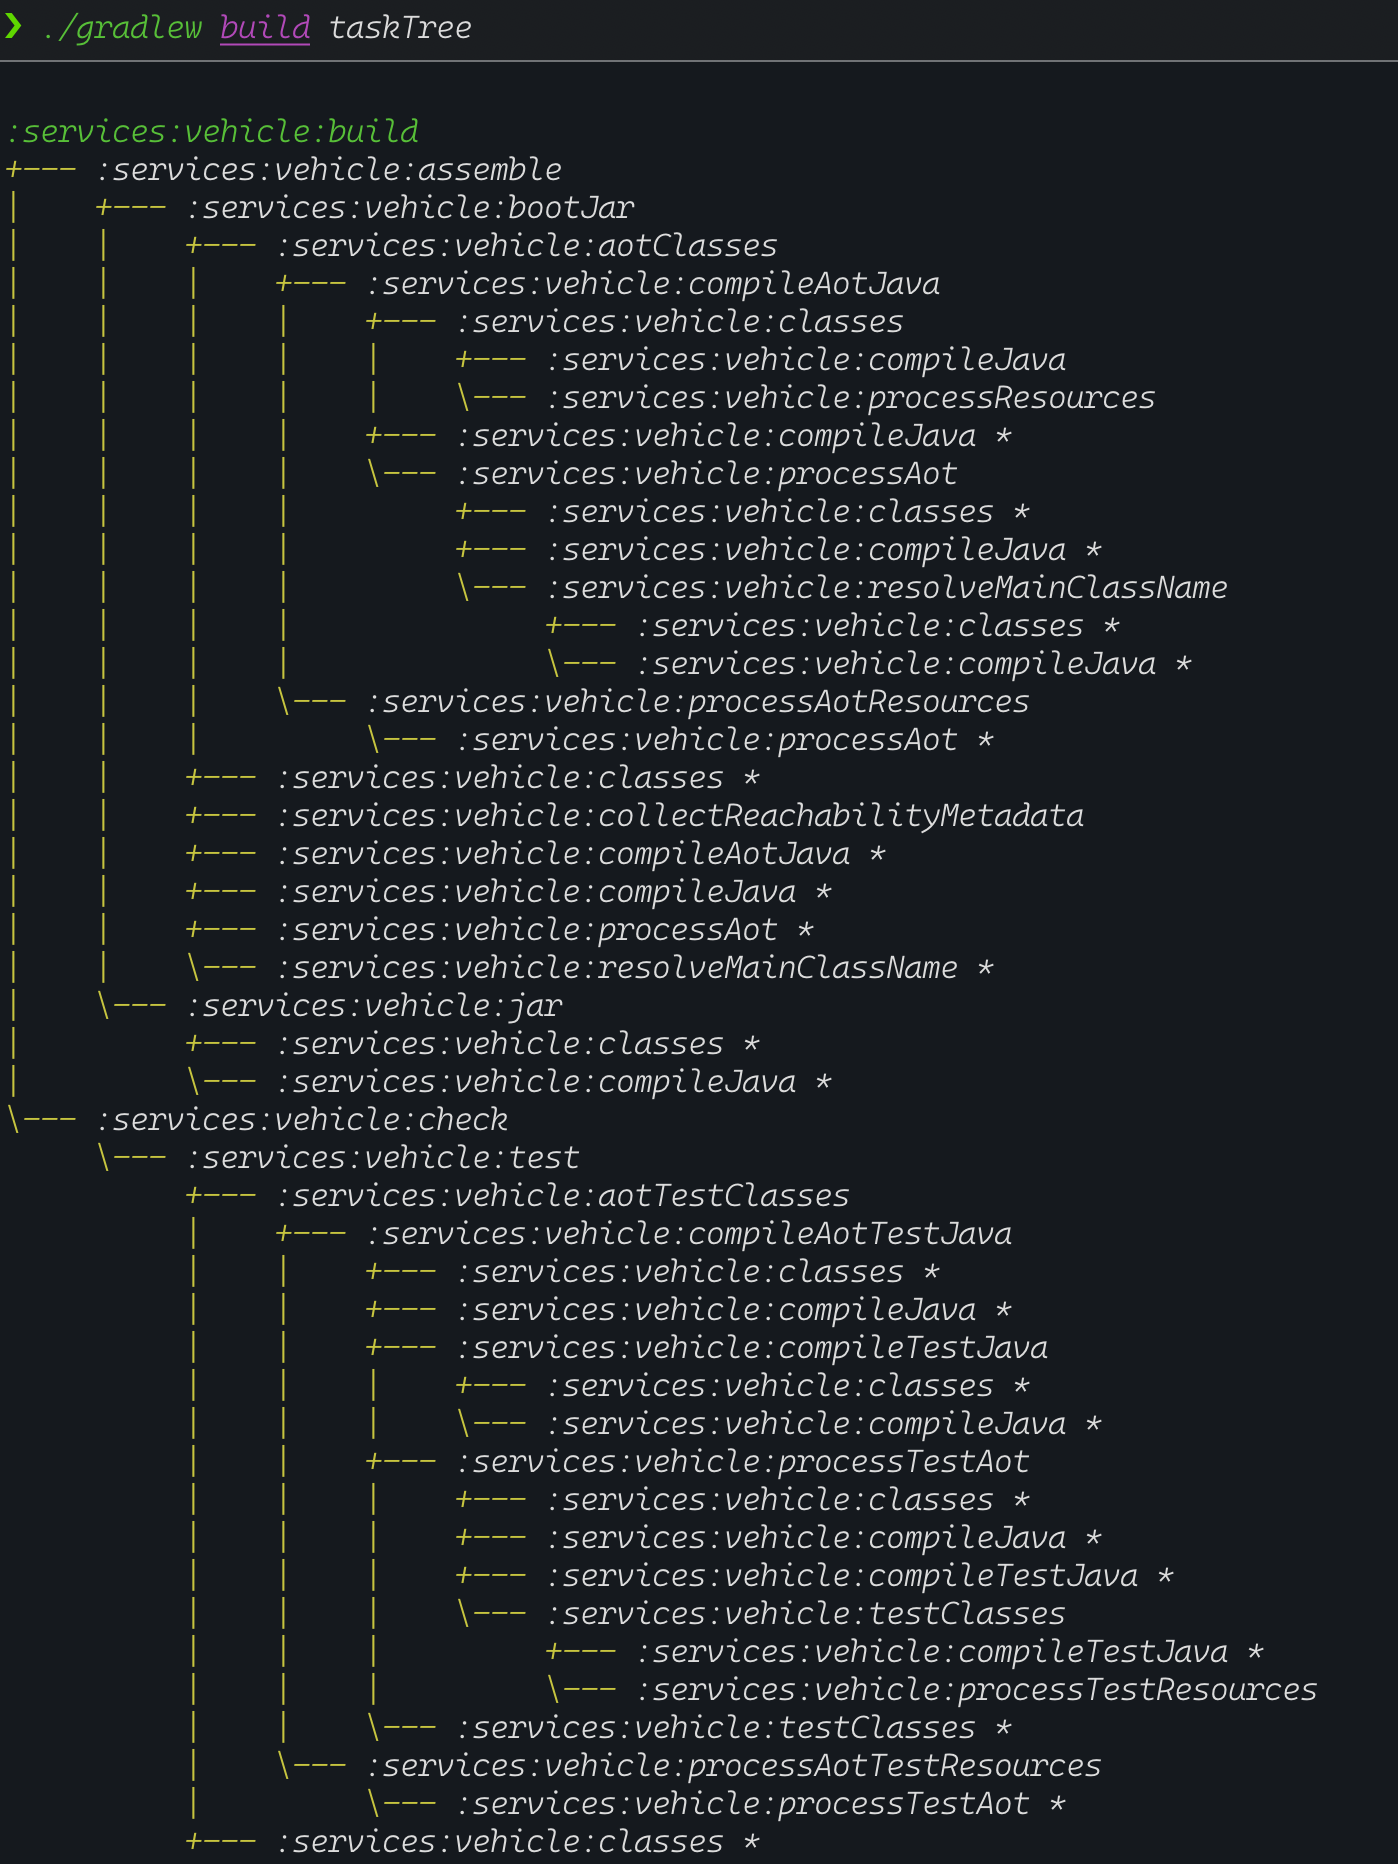 ❯ ./gradlew build taskTree
:services:vehicle:build
+--- :services:vehicle:assemble
|    +--- :services:vehicle:bootJar
|    |    +--- :services:vehicle:aotClasses
|    |    |    +--- :services:vehicle:compileAotJava
|    |    |    |    +--- :services:vehicle:classes
|    |    |    |    |    +--- :services:vehicle:compileJava
|    |    |    |    |    \--- :services:vehicle:processResources
|    |    |    |    +--- :services:vehicle:compileJava *
|    |    |    |    \--- :services:vehicle:processAot
|    |    |    |         +--- :services:vehicle:classes *
|    |    |    |         +--- :services:vehicle:compileJava *
|    |    |    |         \--- :services:vehicle:resolveMainClassName
|    |    |    |              +--- :services:vehicle:classes *
|    |    |    |              \--- :services:vehicle:compileJava *
|    |    |    \--- :services:vehicle:processAotResources
|    |    |         \--- :services:vehicle:processAot *
|    |    +--- :services:vehicle:classes *
|    |    +--- :services:vehicle:collectReachabilityMetadata
|    |    +--- :services:vehicle:compileAotJava *
|    |    +--- :services:vehicle:compileJava *
|    |    +--- :services:vehicle:processAot *
|    |    \--- :services:vehicle:resolveMainClassName *
|    \--- :services:vehicle:jar
|         +--- :services:vehicle:classes *
|         \--- :services:vehicle:compileJava *
\--- :services:vehicle:check
     \--- :services:vehicle:test
          +--- :services:vehicle:aotTestClasses
          |    +--- :services:vehicle:compileAotTestJava
          |    |    +--- :services:vehicle:classes *
          |    |    +--- :services:vehicle:compileJava *
          |    |    +--- :services:vehicle:compileTestJava
          |    |    |    +--- :services:vehicle:classes *
          |    |    |    \--- :services:vehicle:compileJava *
          |    |    +--- :services:vehicle:processTestAot
          |    |    |    +--- :services:vehicle:classes *
          |    |    |    +--- :services:vehicle:compileJava *
          |    |    |    +--- :services:vehicle:compileTestJava *
          |    |    |    \--- :services:vehicle:testClasses
          |    |    |         +--- :services:vehicle:compileTestJava *
          |    |    |         \--- :services:vehicle:processTestResources
          |    |    \--- :services:vehicle:testClasses *
          |    \--- :services:vehicle:processAotTestResources
          |         \--- :services:vehicle:processTestAot *
          +--- :services:vehicle:classes *